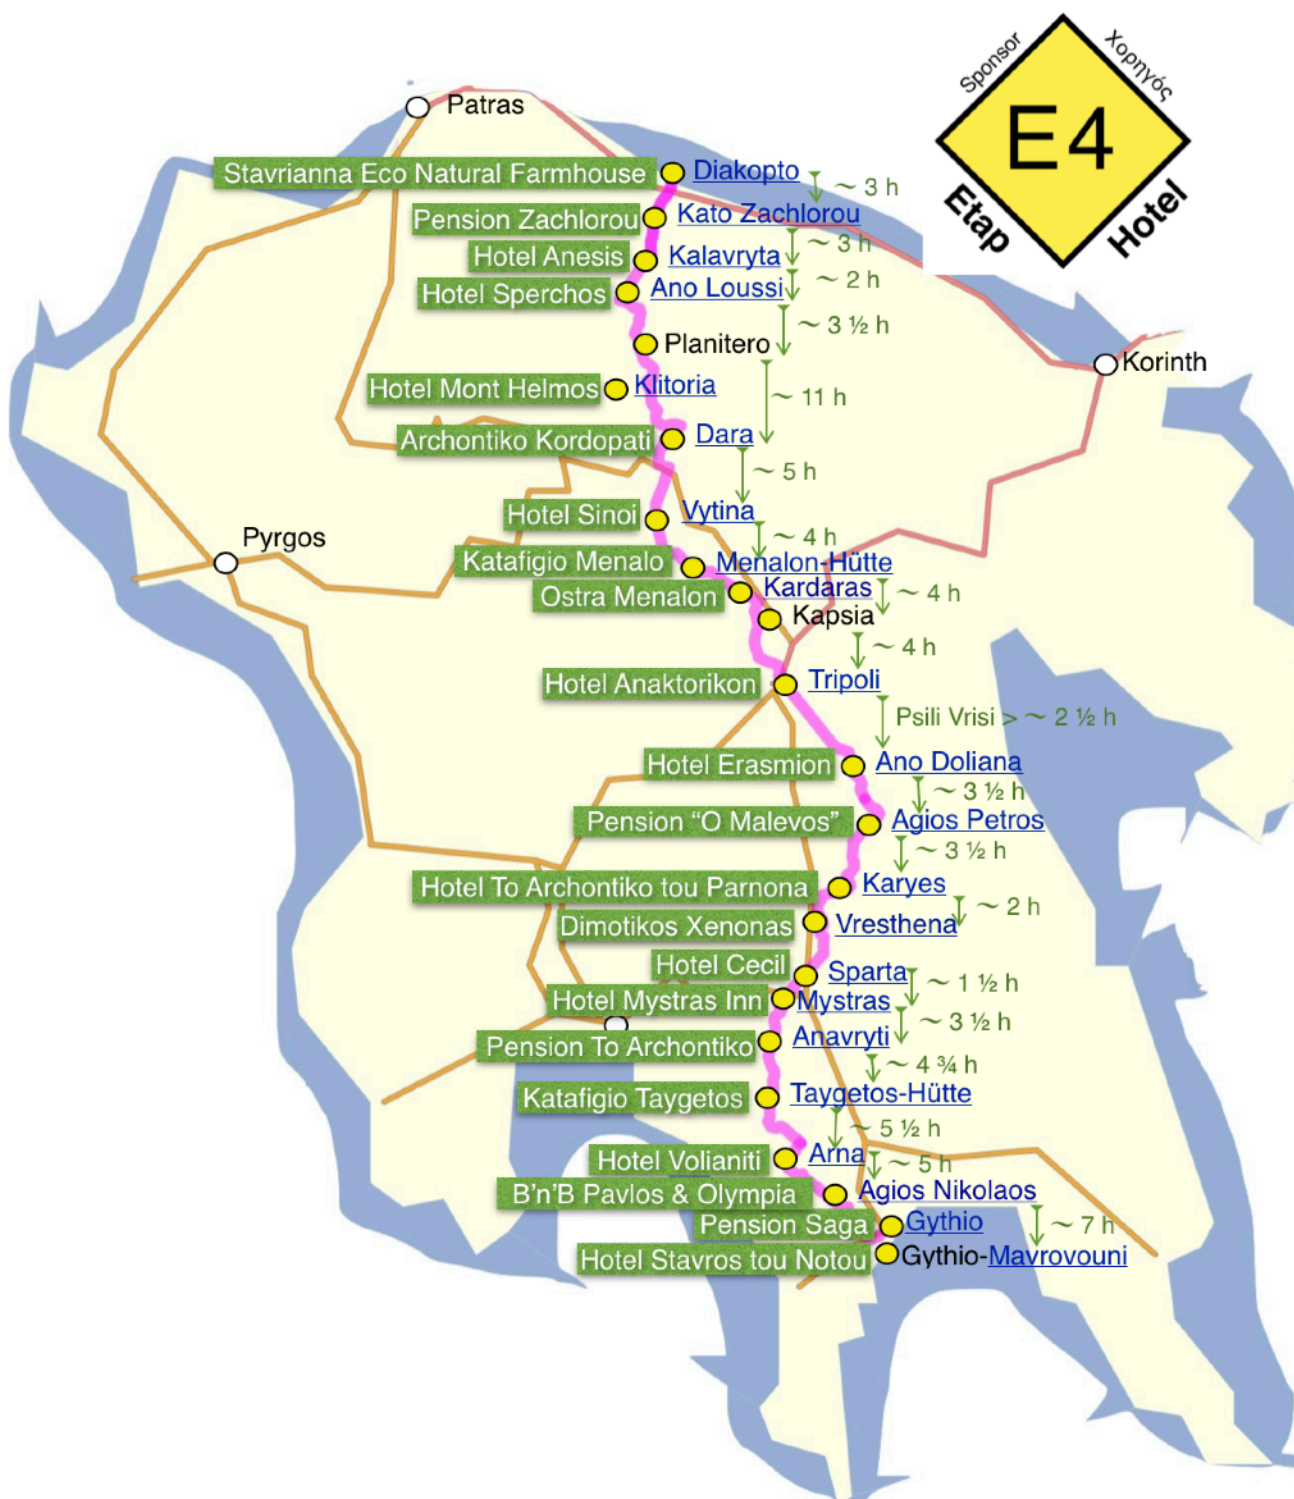 Sponsor
Χορηγός
E4
Etap
Hotel
Patras
Stavrianna Eco Natural Farmhouse
Diakopto
~ 3 h
Pension Zachlorou
Kato Zachlorou
~ 3 h
Hotel Anesis
Kalavryta
~ 2 h
Hotel Sperchos
Ano Loussi
~ 3 ½ h
Planitero
Korinth
Hotel Mont Helmos
Klitoria
~ 11 h
Archontiko Kordopati
Dara
~ 5 h
Hotel Sinoi
Vytina
~ 4 h
Pyrgos
Katafigio Menalo
Menalon-Hütte
Ostra Menalon
Kardaras
~ 4 h
Kapsia
~ 4 h
Hotel Anaktorikon
Tripoli
Psili Vrisi > ~ 2 ½ h
Hotel Erasmion
Ano Doliana
~ 3 ½ h
Pension “O Malevos”
Agios Petros
~ 3 ½ h
Hotel To Archontiko tou Parnona
Karyes
~ 2 h
Dimotikos Xenonas
Vresthena
Hotel Cecil
Sparta
~ 1 ½ h
Hotel Mystras Inn
Mystras
~ 3 ½ h
Pension To Archontiko
Anavryti
~ 4 ¾ h
Katafigio Taygetos
Taygetos-Hütte
~ 5 ½ h
Hotel Volianiti
Arna
~ 5 h
B’n’B Pavlos & Olympia
Agios Nikolaos
Pension Saga
Gythio
~ 7 h
Hotel Stavros tou Notou
Gythio-Mavrovouni